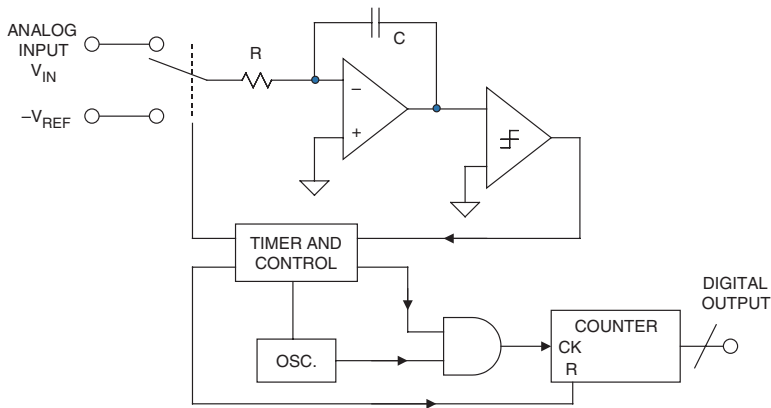 ANALOG
INPUT
V_IN
R
C
–
+
–V_REF
TIMER AND
CONTROL
OSC.
COUNTER
CK
R
DIGITAL
OUTPUT